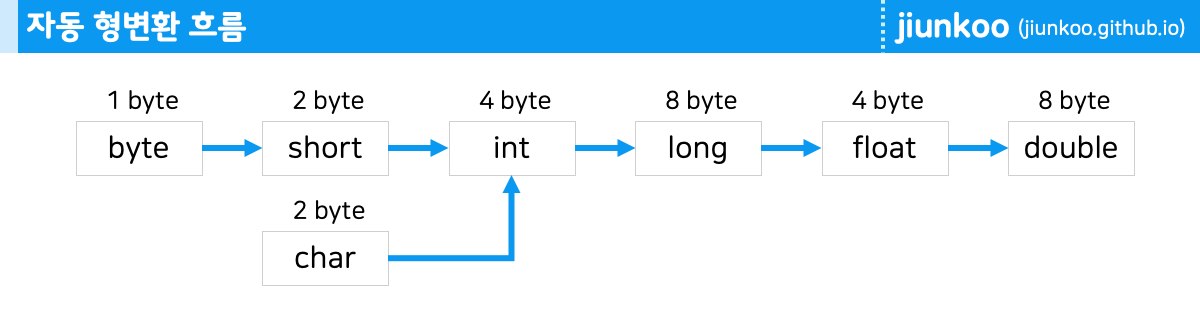 자동 형변환 흐름
jiunkoo (jiunkoo.github.io)
1 byte 2 byte 4 byte 8 byte 4 byte 8 byte
byte short int long float double
2 byte
char